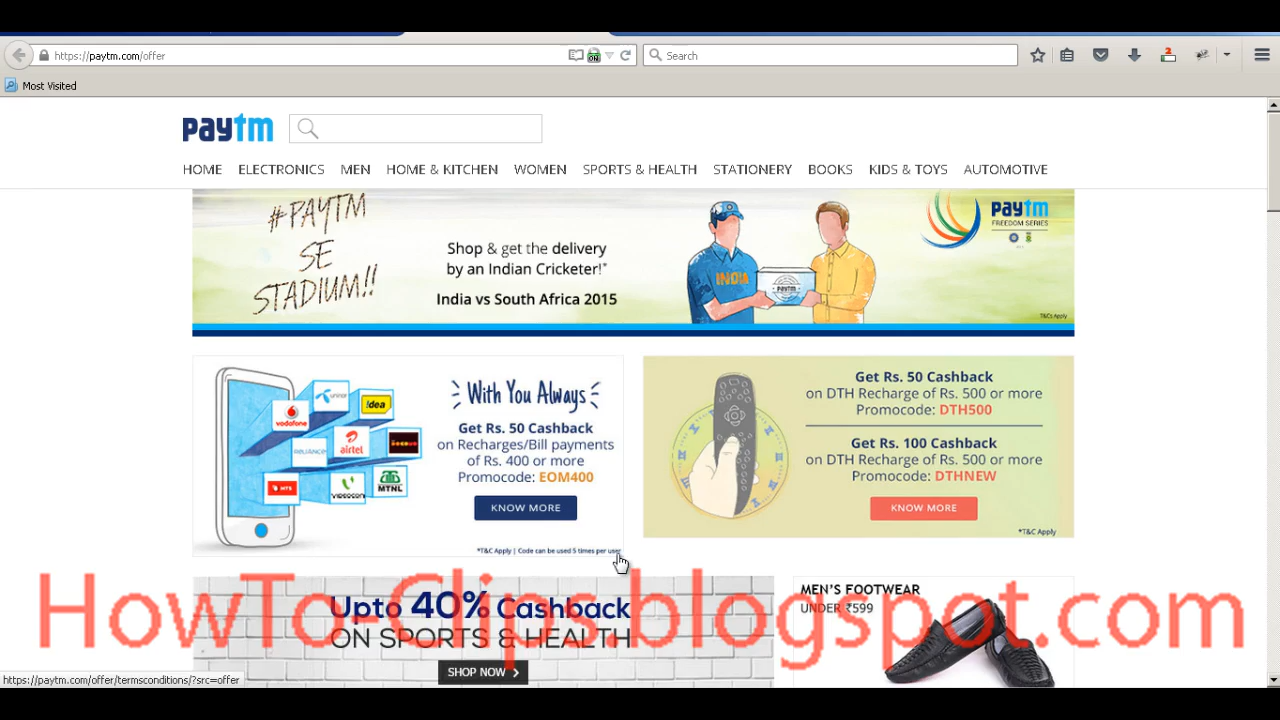 https://paytm.com/offer
Search
2
Most Visited
paytm
HOME ELECTRONICS MEN HOME & KITCHEN WOMEN SPORTS & HEALTH STATIONERY BOOKS KIDS & TOYS AUTOMOTIVE
#PAYTM
SE
STADIUM!!
Shop & get the delivery
by an Indian Cricketer!*
India vs South Africa 2015
INDIA
paytm
paytm
FREEDOM SERIES
T&Cs Apply
With You Always
Get Rs. 50 Cashback
on Recharges/Bill payments
of Rs. 400 or more
Promocode: EOM400
KNOW MORE
*T&C Apply | Code can be used 5 times per user
uninor
!dea
vodafone
airtel
RELIANCE
MTS
VIDEOCON
MTNL
Get Rs. 50 Cashback
on DTH Recharge of Rs. 500 or more
Promocode: DTH500
Get Rs. 100 Cashback
on DTH Recharge of Rs. 500 or more
Promocode: DTHNEW
KNOW MORE
*T&C Apply
Upto 40% Cashback
ON SPORTS & HEALTH
SHOP NOW >
MEN'S FOOTWEAR
UNDER ₹599
HowTo-Clips.blogspot.com
https://paytm.com/offer/termsconditions/?src=offer